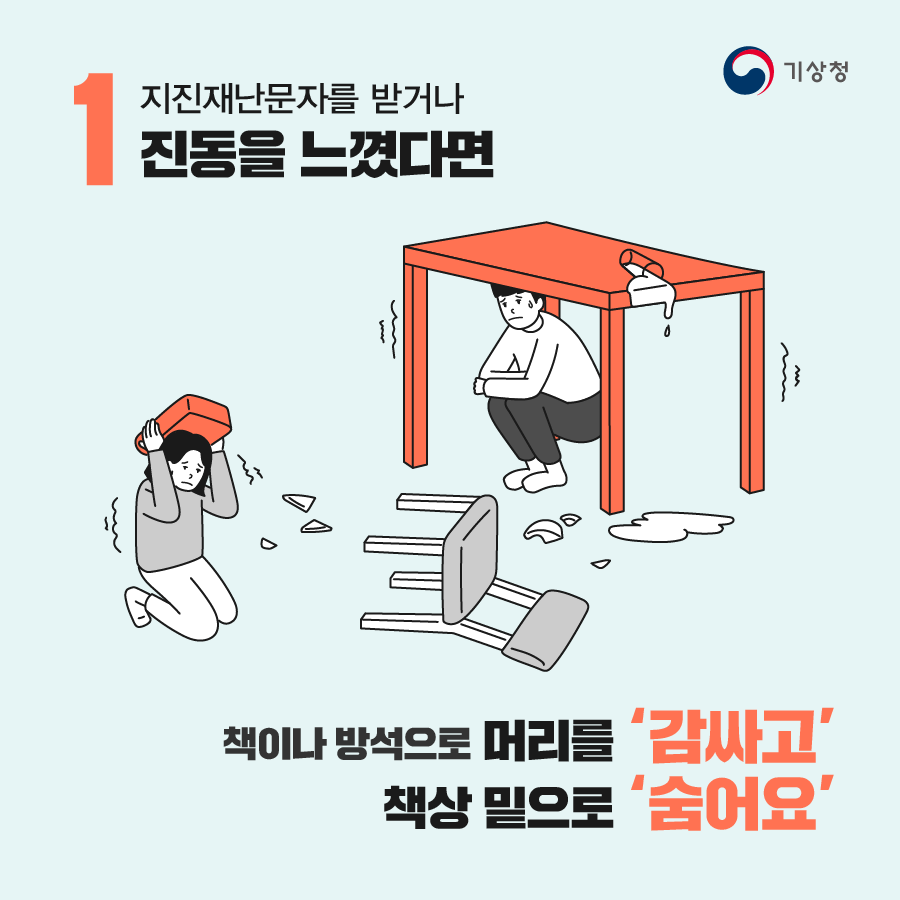 1
지진재난문자를 받거나
진동을 느꼈다면
기상청
책이나 방석으로 머리를 ‘감싸고’
책상 밑으로 ‘숨어요’